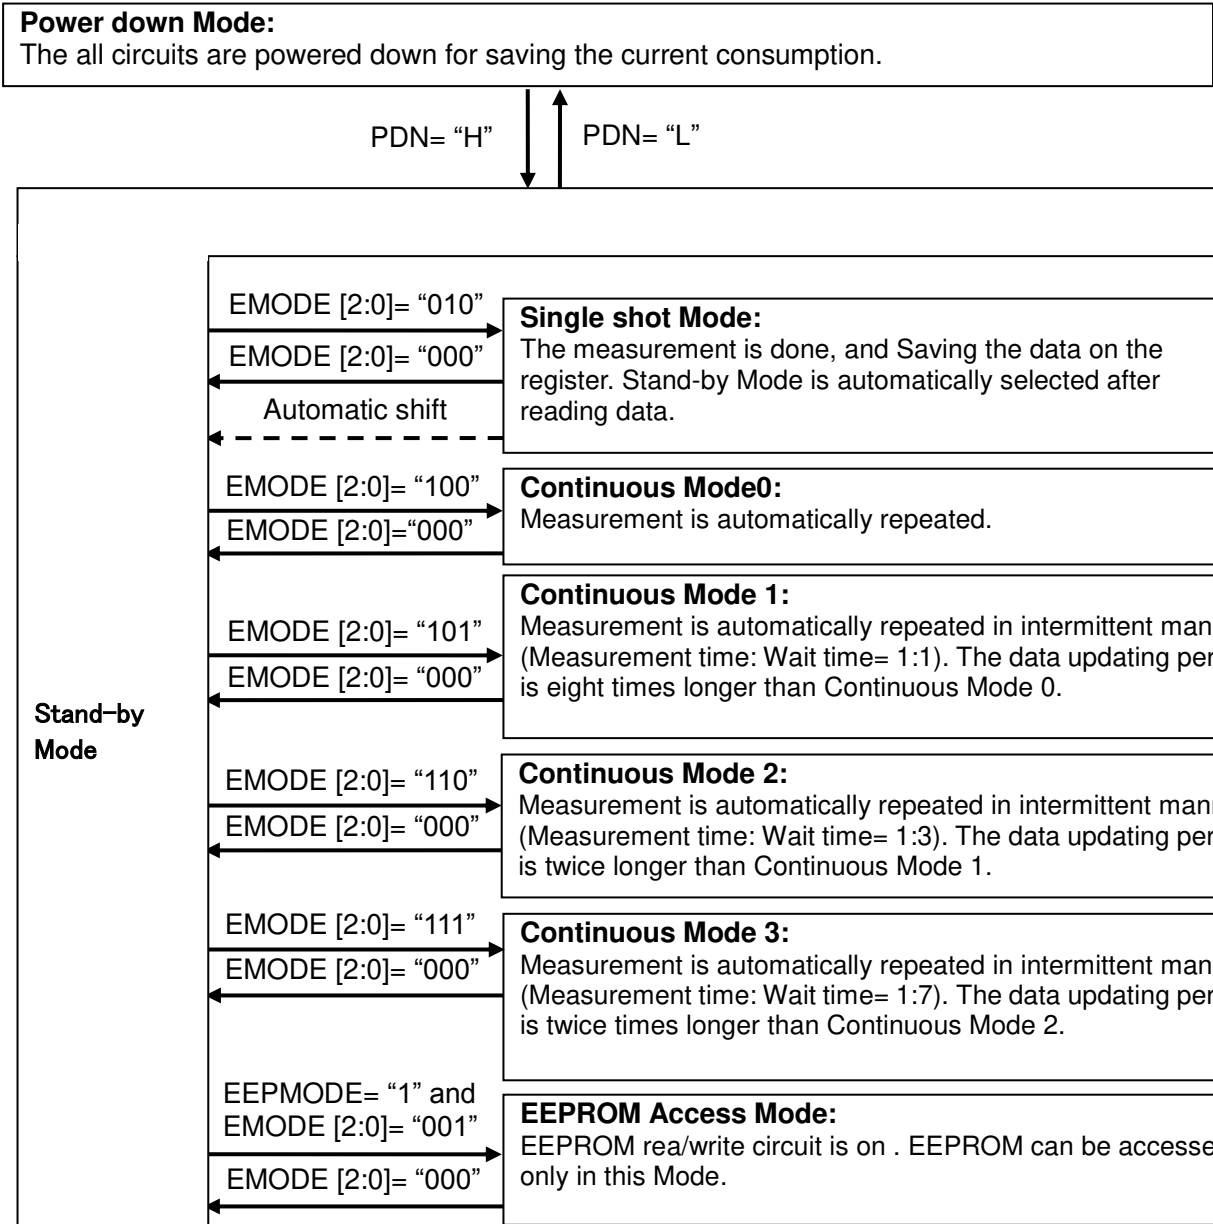 Power down Mode:
The all circuits are powered down for saving the current consumption.
PDN= “H”
PDN= “L”
Stand-by
Mode
EMODE [2:0]= “010”
EMODE [2:0]= “000”
Automatic shift
Single shot Mode:
The measurement is done, and Saving the data on the
register. Stand-by Mode is automatically selected after
reading data.
EMODE [2:0]= “100”
EMODE [2:0]=“000”
Continuous Mode0:
Measurement is automatically repeated.
EMODE [2:0]= “101”
EMODE [2:0]= “000”
Continuous Mode 1:
Measurement is automatically repeated in intermittent man
(Measurement time: Wait time= 1:1). The data updating per
is eight times longer than Continuous Mode 0.
EMODE [2:0]= “110”
EMODE [2:0]= “000”
Continuous Mode 2:
Measurement is automatically repeated in intermittent man
(Measurement time: Wait time= 1:3). The data updating per
is twice longer than Continuous Mode 1.
EMODE [2:0]= “111”
EMODE [2:0]= “000”
Continuous Mode 3:
Measurement is automatically repeated in intermittent man
(Measurement time: Wait time= 1:7). The data updating per
is twice times longer than Continuous Mode 2.
EEPMODE= “1” and
EMODE [2:0]= “001”
EMODE [2:0]= “000”
EEPROM Access Mode:
EEPROM rea/write circuit is on . EEPROM can be accesse
only in this Mode.